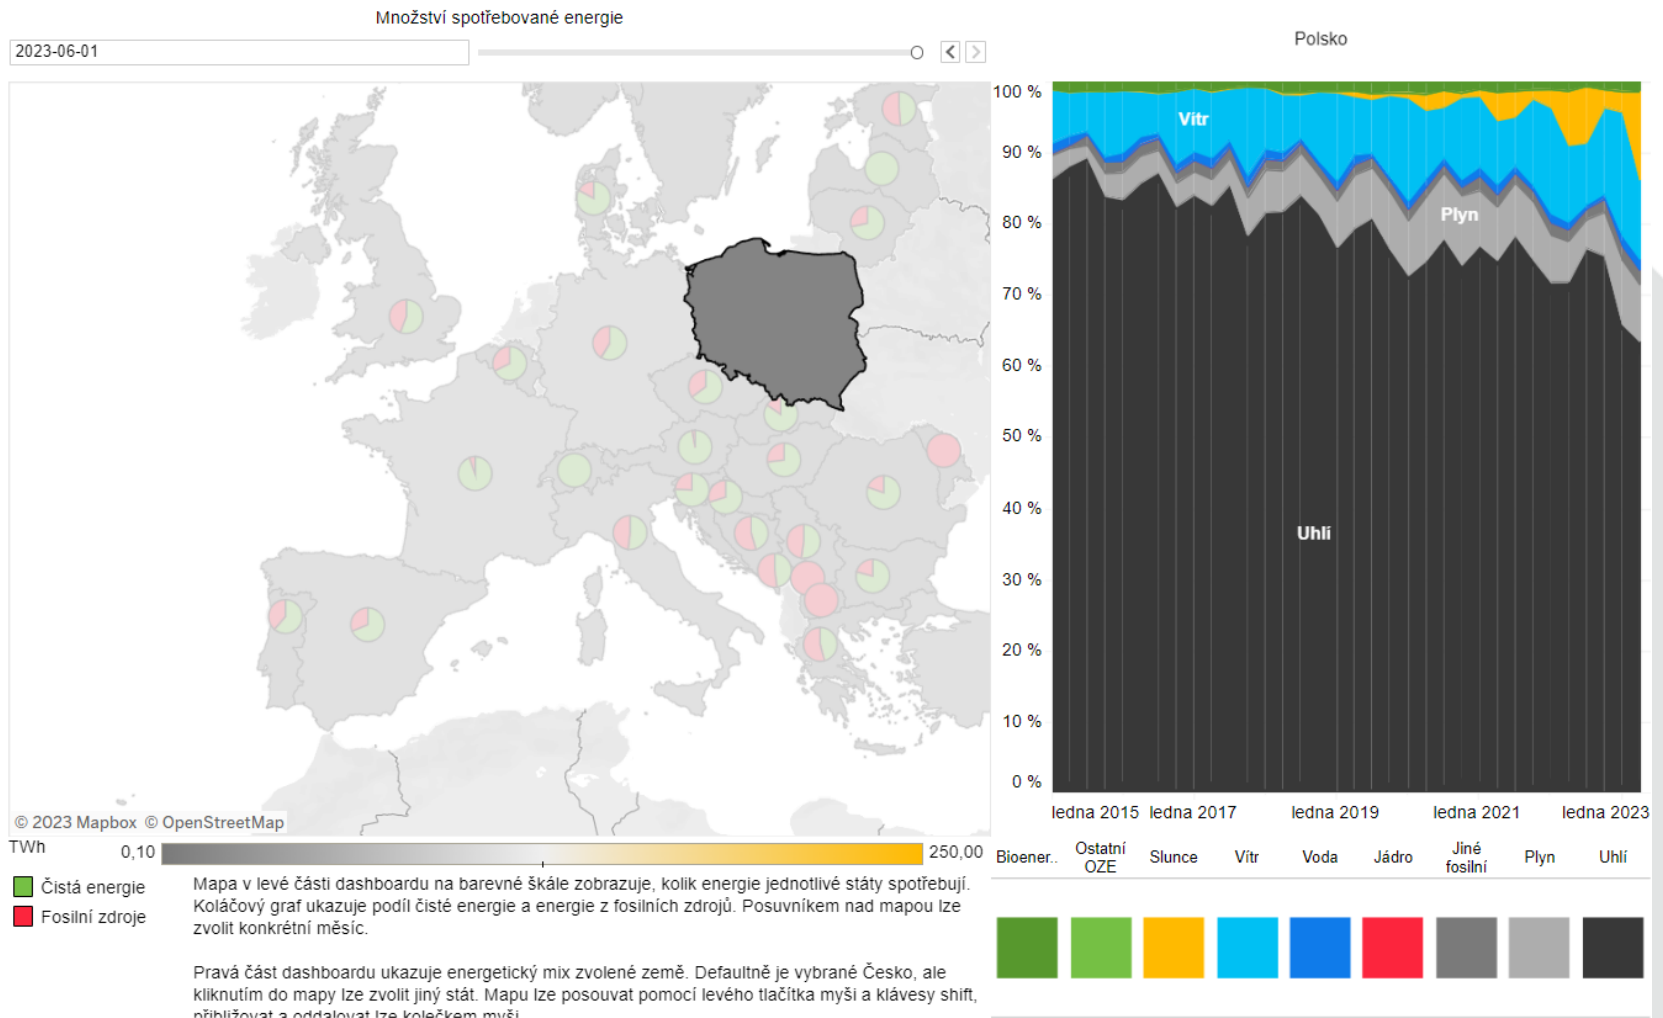 Množství spotřebované energie
2023-06-01
Polsko
100 %
90 %
80 %
70 %
60 %
50 %
40 %
30 %
20 %
10 %
0 %
Vítr
Plyn
Uhlí
ledna 2015 ledna 2017 ledna 2019 ledna 2021 ledna 2023
© 2023 Mapbox © OpenStreetMap
TWh
0,10
250,00
Čistá energie
Fosilní zdroje
Mapa v levé části dashboardu na barevné škále zobrazuje, kolik energie jednotlivé státy spotřebují.
Koláčový graf ukazuje podíl čisté energie a energie z fosilních zdrojů. Posuvníkem nad mapou lze
zvolit konkrétní měsíc.
Pravá část dashboardu ukazuje energetický mix zvolené země. Defaultně je vybrané Česko, ale
kliknutím do mapy lze zvolit jiný stát. Mapu lze posouvat pomocí levého tlačítka myši a klávesy shift,
přibližovat a oddalovat lze kolečkem myši.
Bioener..
Ostatní
OZE
Slunce
Vítr
Voda
Jádro
Jiné
fosilní
Plyn
Uhlí